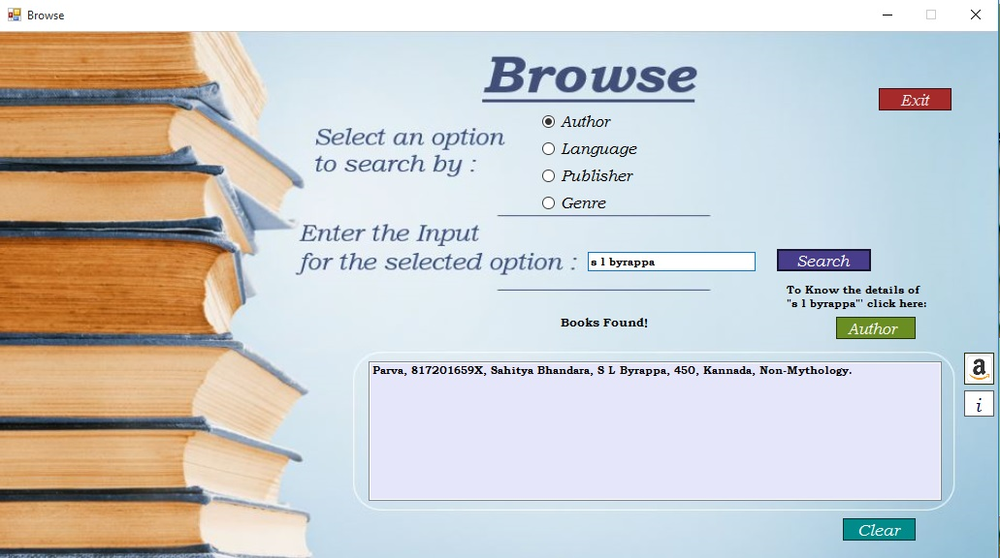 Browse
Browse
Exit
Select an option
to search by :
Author
Language
Publisher
Genre
Enter the Input
for the selected option :
s l byrappa
Search
To Know the details of
"s l byrappa"' click here:
Author
Books Found!
Parva, 817201659X, Sahitya Bhandara, S L Byrappa, 450, Kannada, Non-Mythology.
a
i
Clear